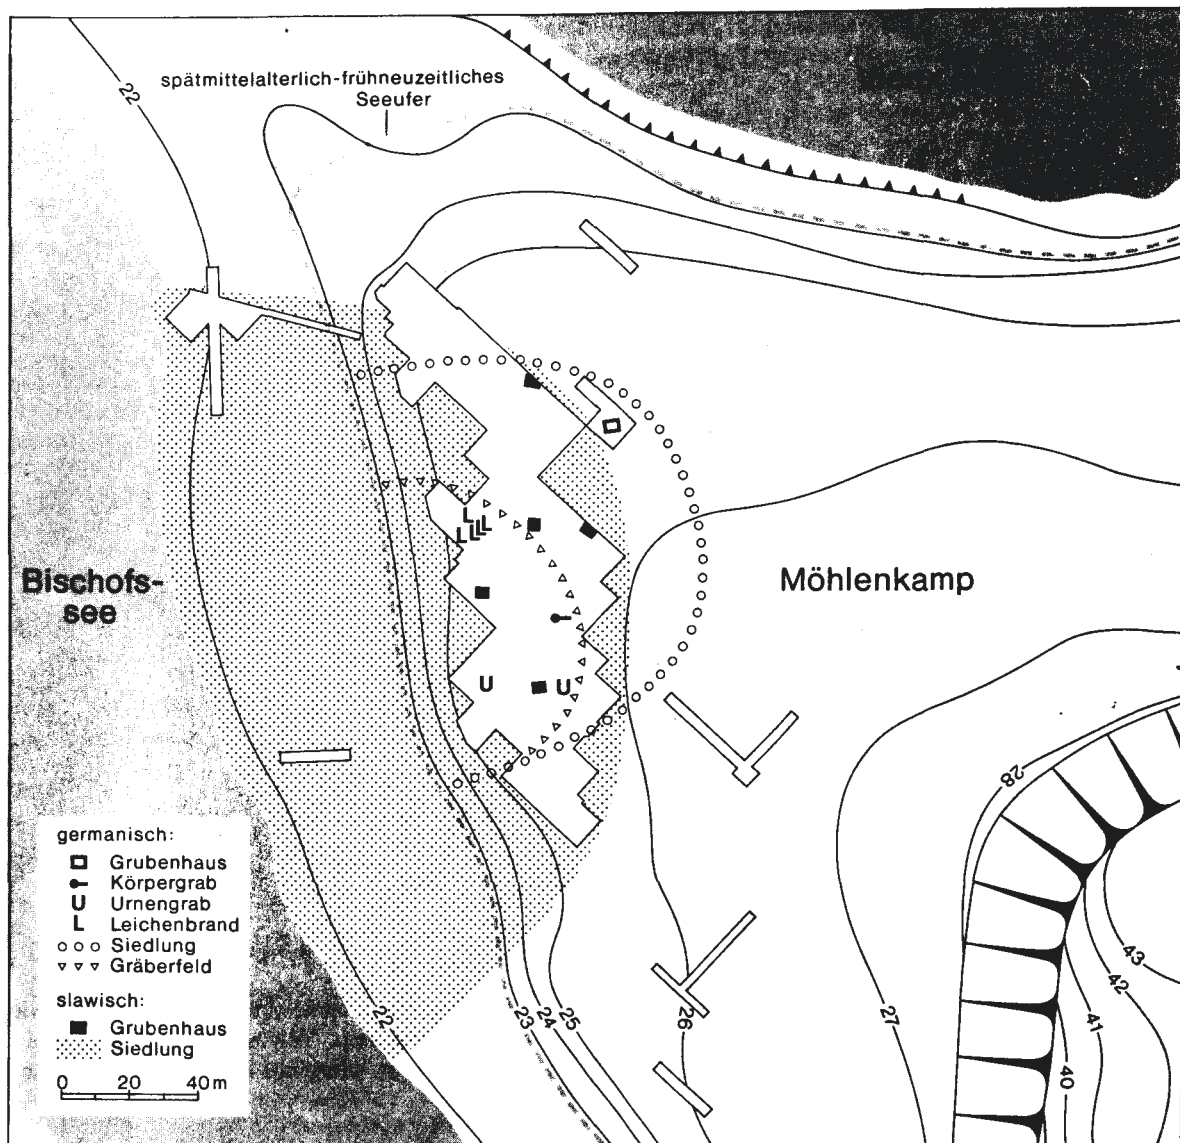 22
spätmittelalterlich-frühneuzeitliches
Seeufer
Bischofs-
see
Möhlenkamp
L
L L
L L
U U
28
43
42
41
40
22
23
24
25
26
27
germanisch:
Grubenhaus
Körpergrab
U Urnengrab
L Leichenbrand
Siedlung
Gräberfeld
slawisch:
Grubenhaus
Siedlung
0 20 40 m